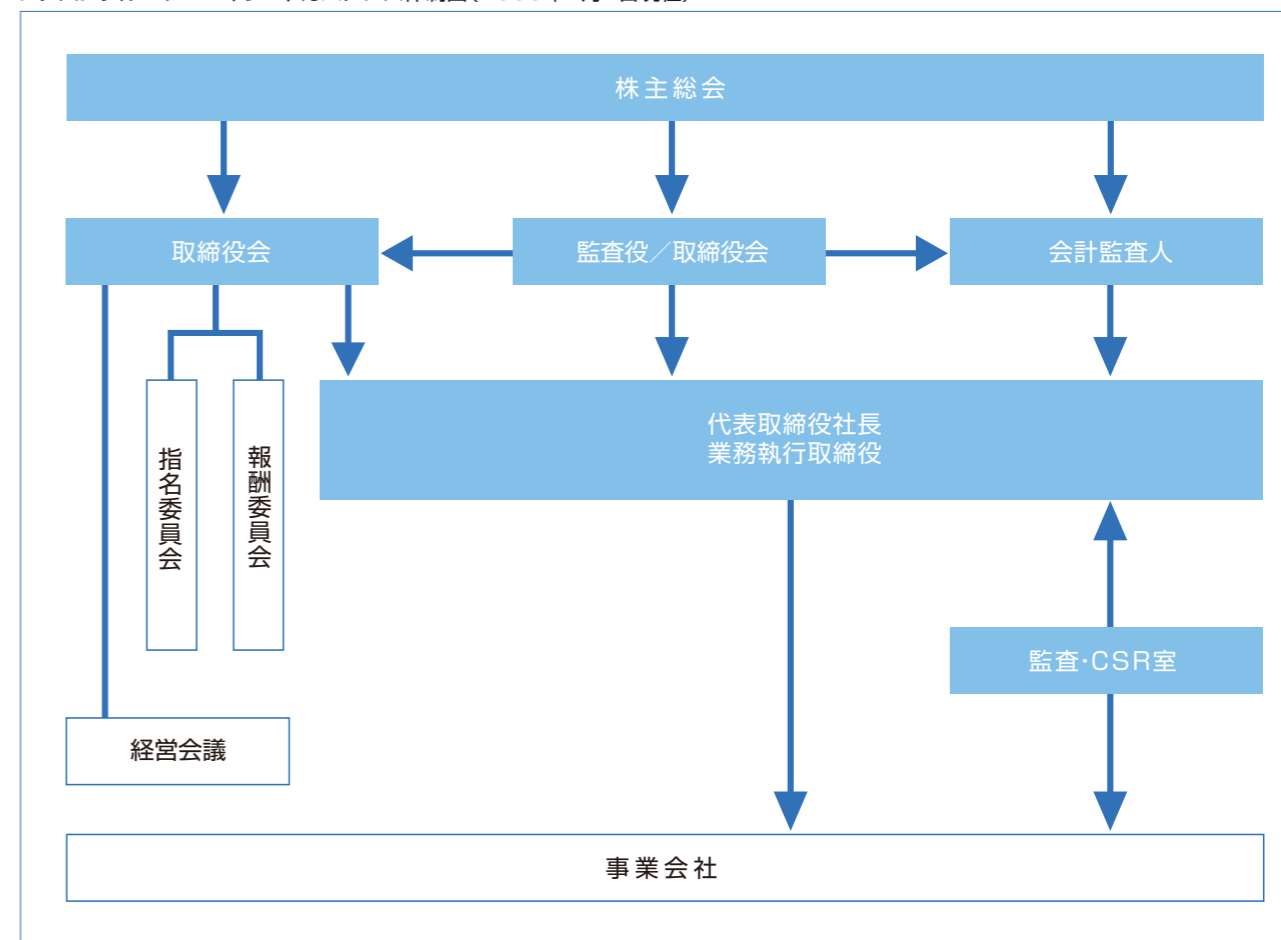 株主総会
取締役会
監査役／取締役会
会計監査人
代表取締役社長
業務執行取締役
指名委員会
報酬委員会
監査・CSR室
経営会議
事業会社